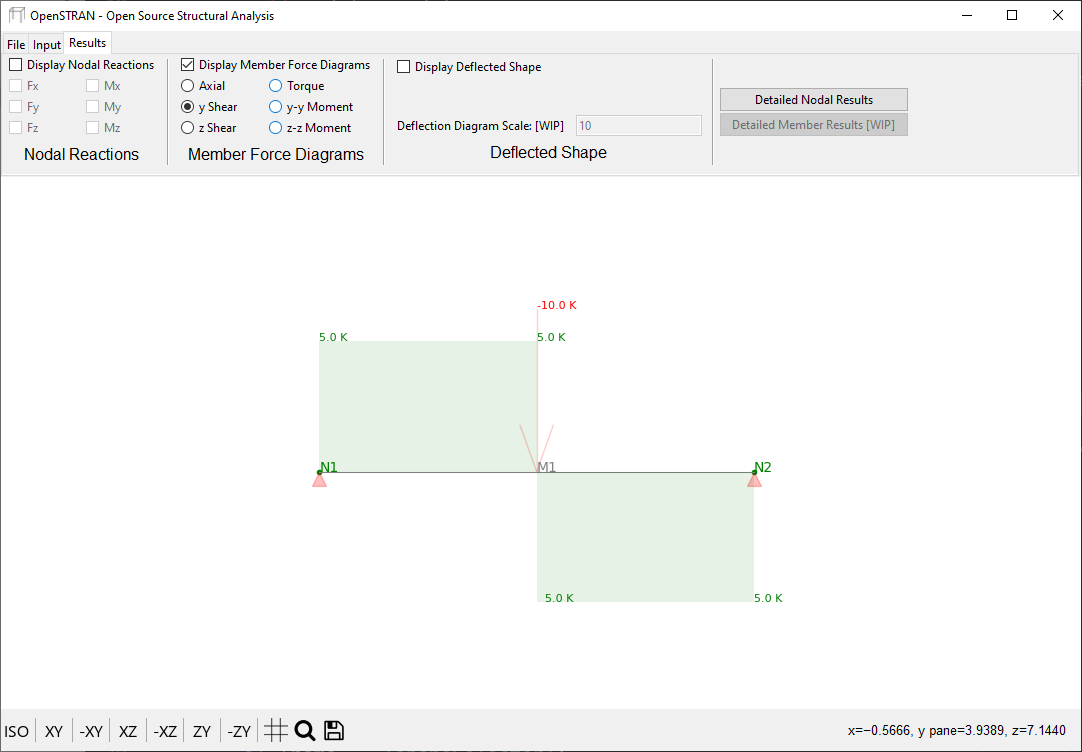 OpenSTRAN - Open Source Structural Analysis
File Input Results
Display Nodal Reactions
Fx Mx
Fy My
Fz Mz
Nodal Reactions
Display Member Force Diagrams
Axial Torque
y Shear y-y Moment
z Shear z-z Moment
Member Force Diagrams
Display Deflected Shape
Deflection Diagram Scale: [WIP] 10
Deflected Shape
Detailed Nodal Results
Detailed Member Results [WIP]
-10.0 K
5.0 K 5.0 K
N1 M1 N2
5.0 K 5.0 K
ISO XY -XY XZ -XZ ZY -ZY
x=−0.5666, y pane=3.9389, z=7.1440